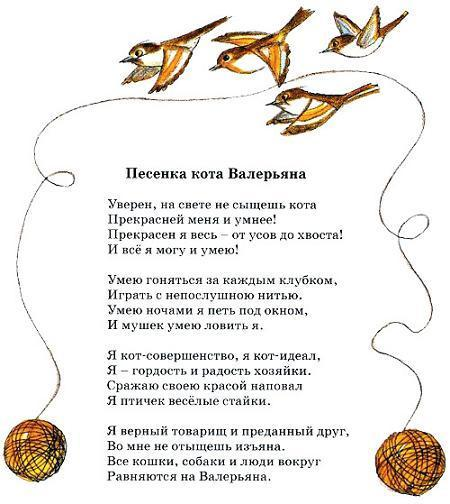 Песенка кота Валерьяна
Уверен, на свете не сыщешь кота
Прекрасней меня и умнее!
Прекрасен я весь – от усов до хвоста!
И всё я могу и умею!
Умею гоняться за каждым клубком,
Играть с непослушною нитью.
Умею ночами я петь под окном,
И мушек умею ловить я.
Я кот-совершенство, я кот-идеал,
Я – гордость и радость хозяйки.
Сражаю своею красой наповал
Я птичек весёлые стайки.
Я верный товарищ и преданный друг,
Во мне не отыщешь изъяна.
Все кошки, собаки и люди вокруг
Равняются на Валерьяна.